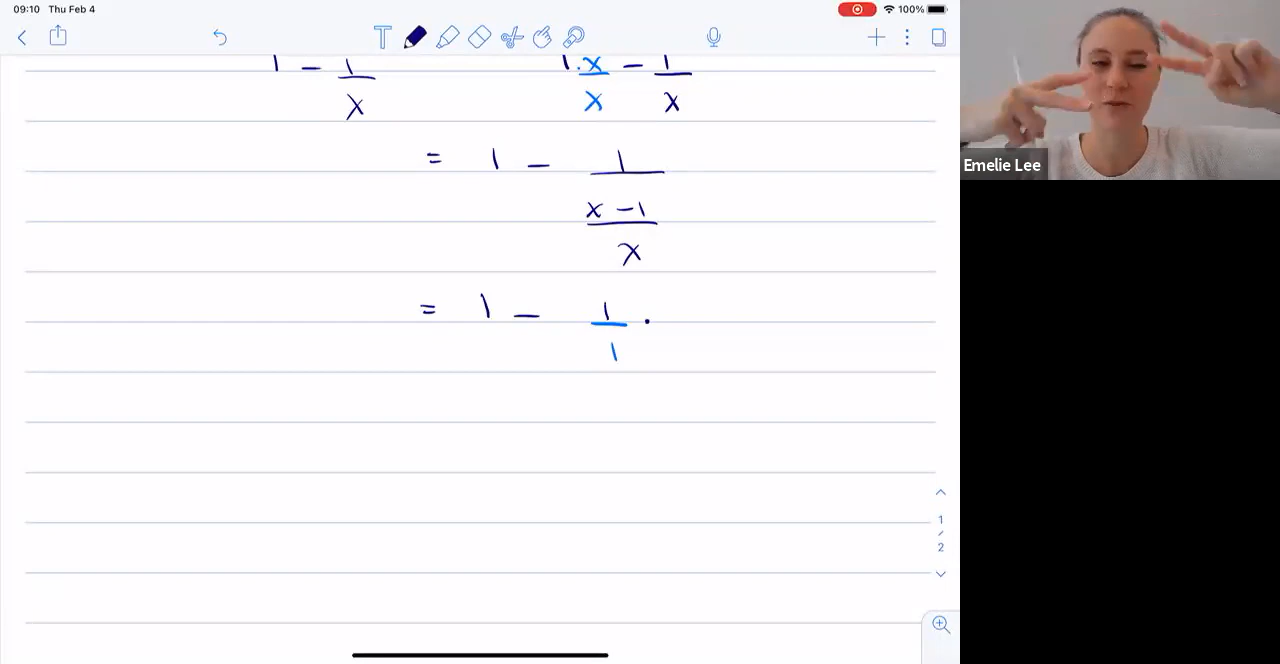 09:10 Thu Feb 4
100%
T
1 - 1/x 1·x/x - 1/x
= 1 - 1
x - 1
x
= 1 - 1/1 ·
Emelie Lee
1
/
2